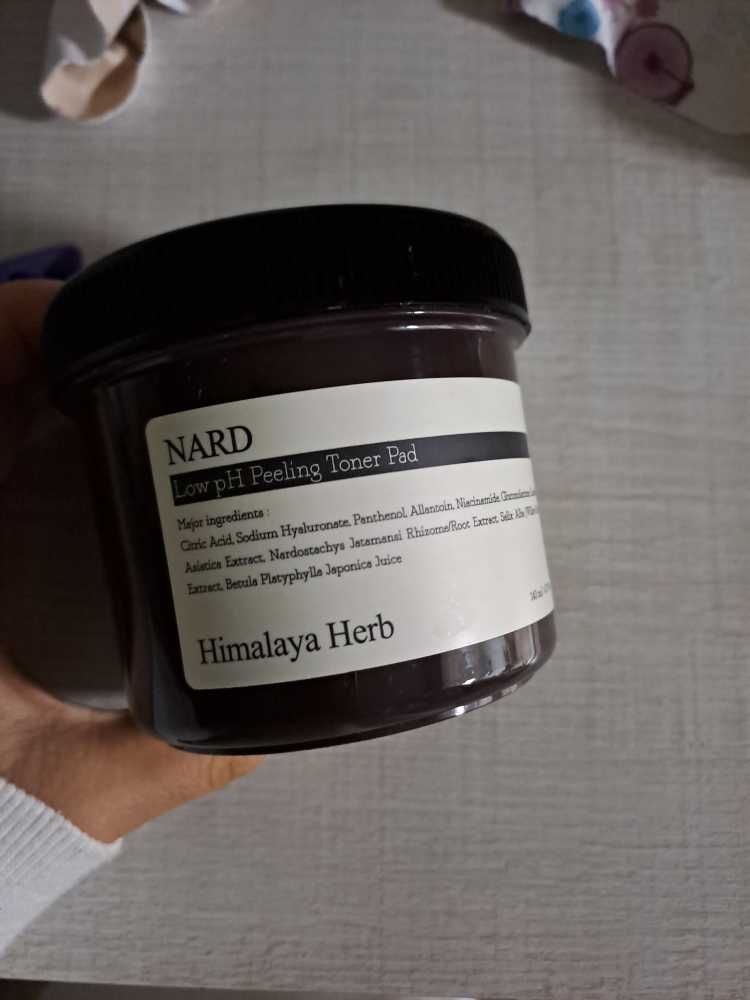 NARD
Low pH Peeling Toner Pad
Major ingredients :
Citric Acid, Sodium Hyaluronate, Panthenol, Allantoin, Niacinamide, Gluconolactone,
Asiatica Extract, Nardostachys Jatamansi Rhizome/Root Extract, Salix Alba
Extract, Betula Platyphylla Japonica Juice
Himalaya Herb